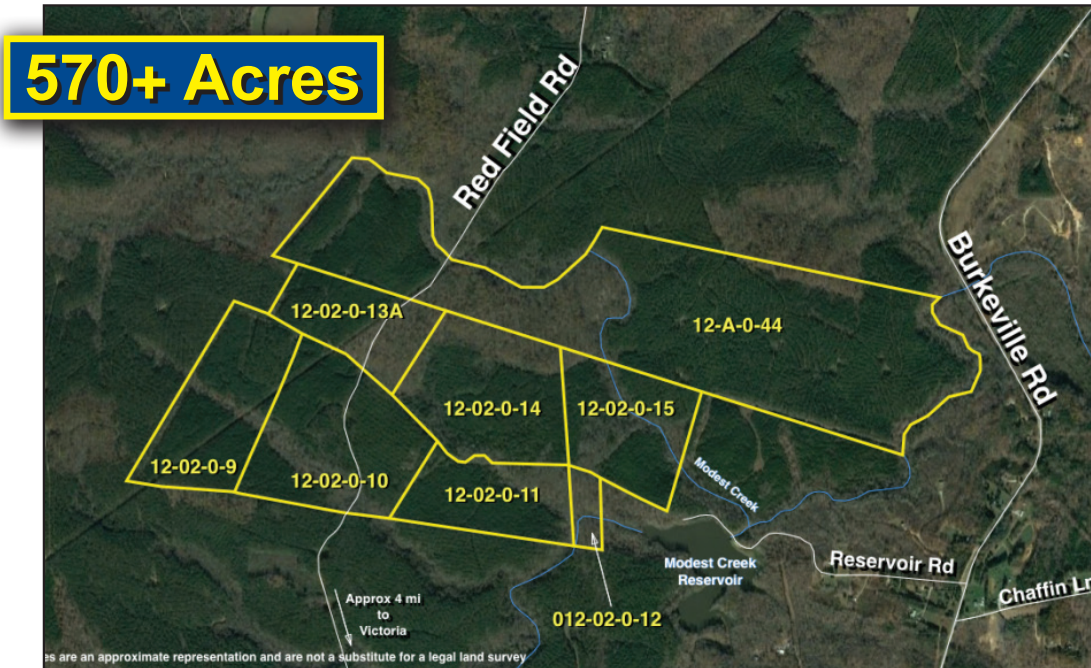 570+ Acres
Red Field Rd
Burkeville Rd
12-02-0-13A
12-A-0-44
12-02-0-14
12-02-0-15
12-02-0-9
12-02-0-10
12-02-0-11
Modest Creek
Modest Creek
Reservoir
Reservoir Rd
Chaffin Ln
Approx 4 mi
to
Victoria
012-02-0-12
es are an approximate representation and are not a substitute for a legal land survey